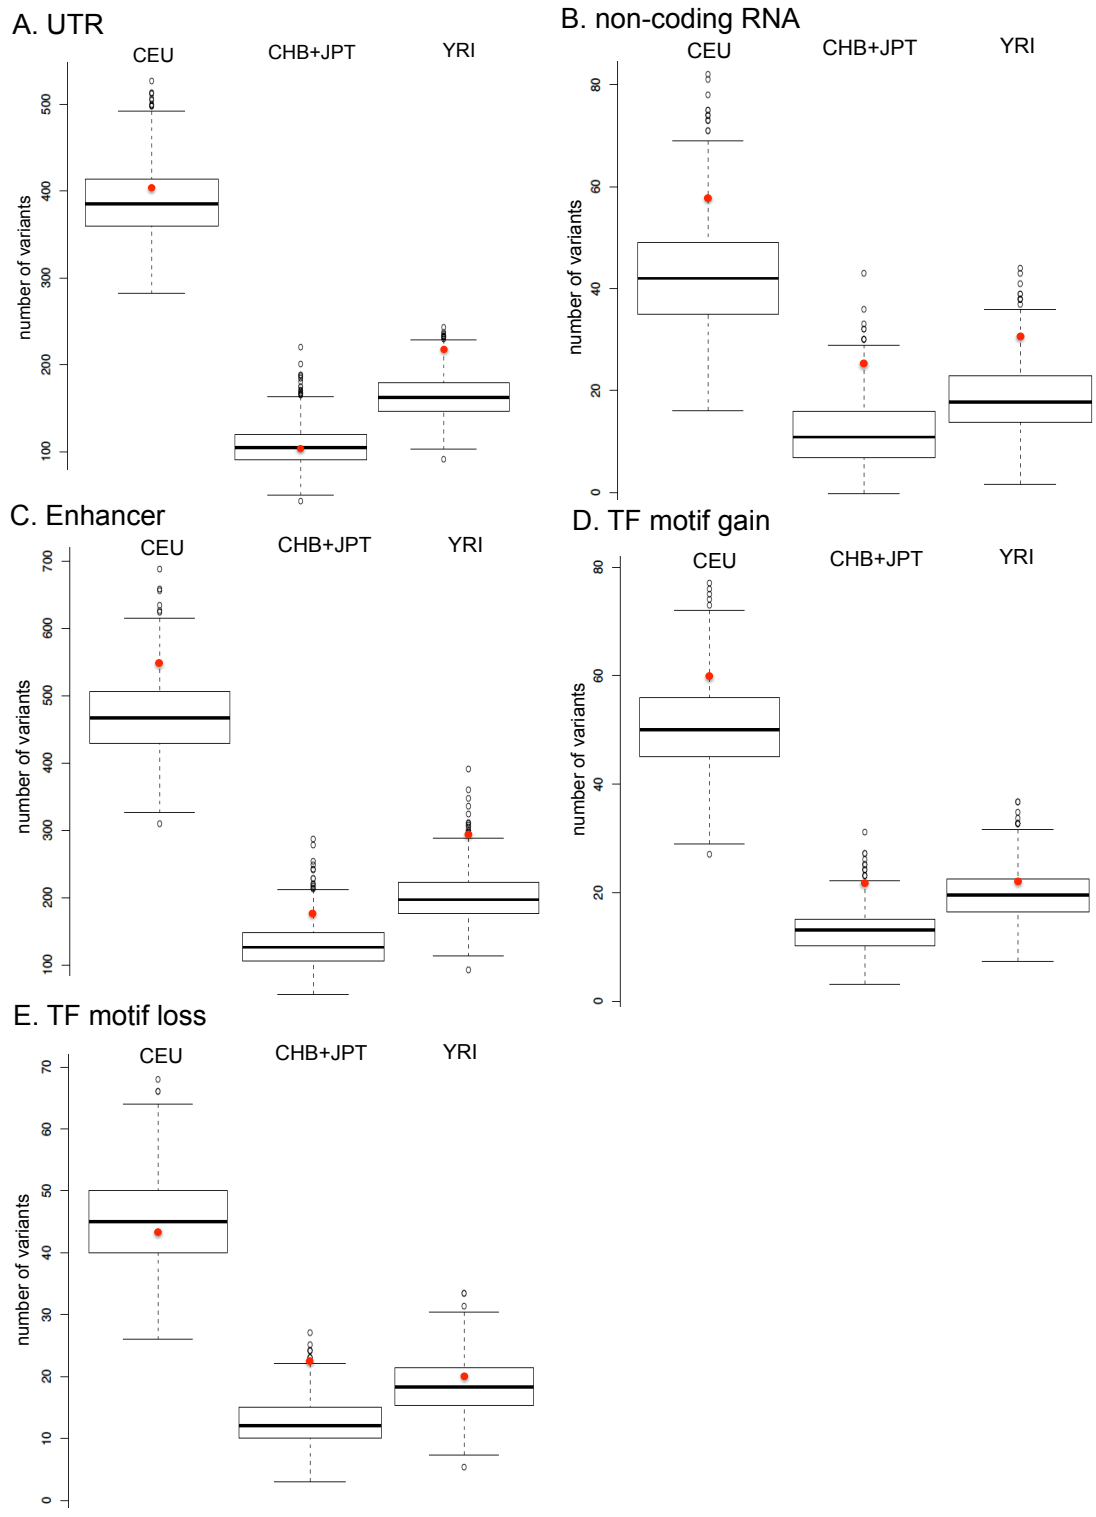 A. UTR
CEU
CHB+JPT
YRI
number of variants
500
400
300
200
100
B. non-coding RNA
CEU
CHB+JPT
YRI
number of variants
80
60
40
20
0
C. Enhancer
CEU
CHB+JPT
YRI
number of variants
700
600
500
400
300
200
100
D. TF motif gain
CEU
CHB+JPT
YRI
number of variants
80
60
40
20
0
E. TF motif loss
CEU
CHB+JPT
YRI
number of variants
70
60
50
40
30
20
10
0